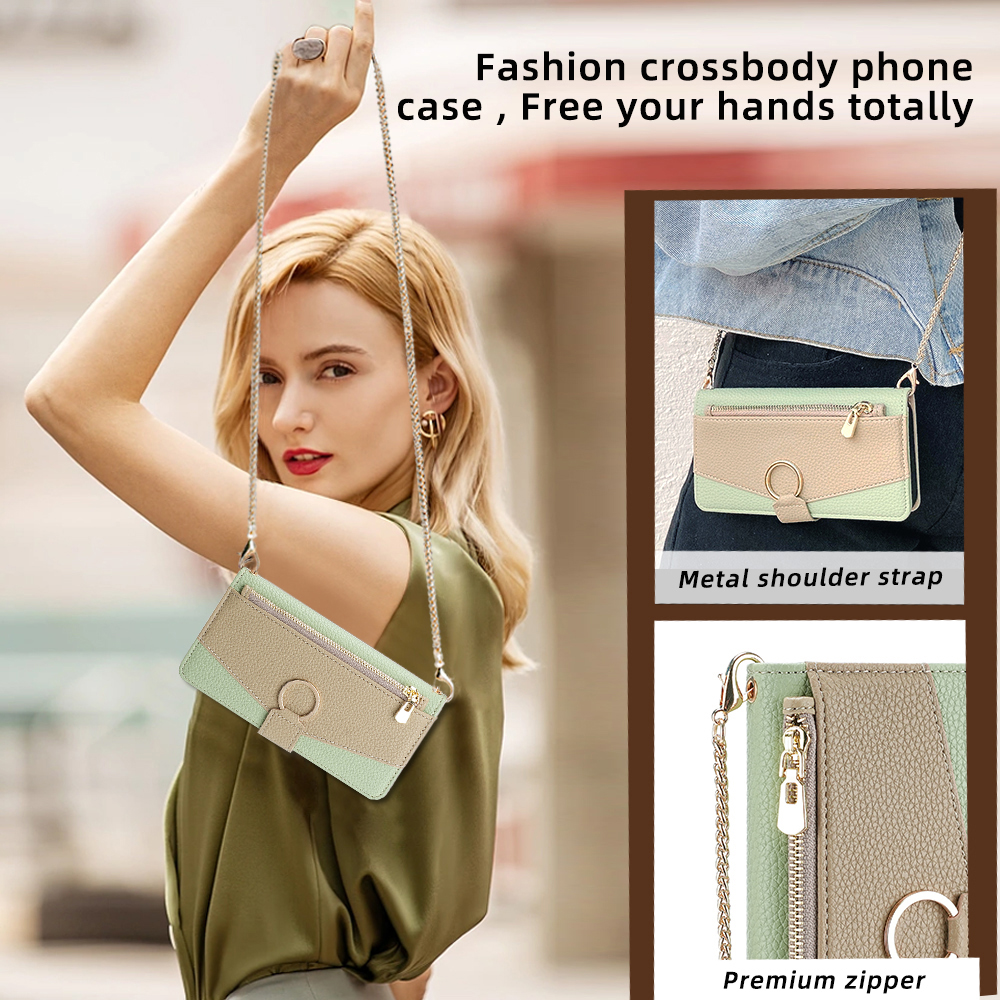 Fashion crossbody phone
case , Free your hands totally
Metal shoulder strap
Premium zipper